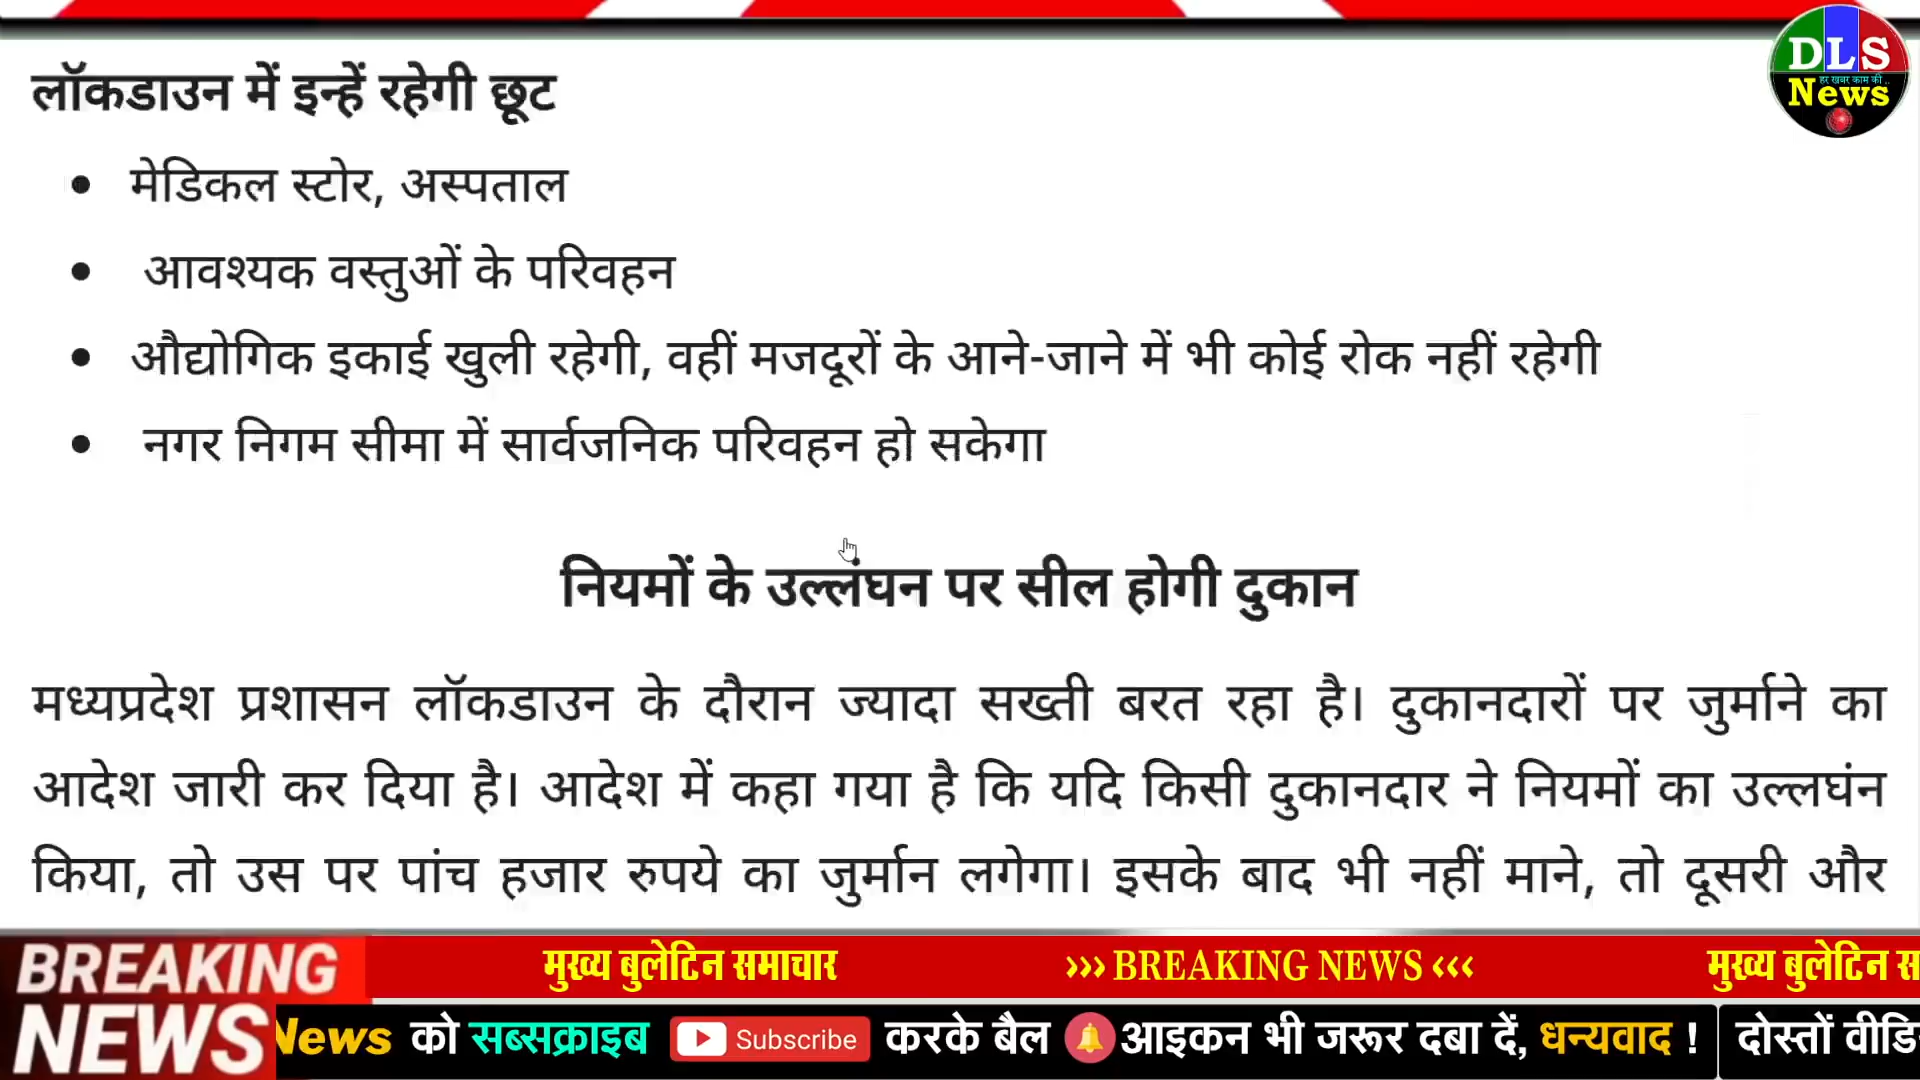 लॉकडाउन में इन्हें रहेगी छूट
DLS
हर खबर काम की..
News
• मेडिकल स्टोर, अस्पताल
• आवश्यक वस्तुओं के परिवहन
• औद्योगिक इकाई खुली रहेगी, वहीं मजदूरों के आने-जाने में भी कोई रोक नहीं रहेगी
• नगर निगम सीमा में सार्वजनिक परिवहन हो सकेगा
नियमों के उल्लंघन पर सील होगी दुकान
मध्यप्रदेश प्रशासन लॉकडाउन के दौरान ज्यादा सख्ती बरत रहा है। दुकानदारों पर जुर्माने का
आदेश जारी कर दिया है। आदेश में कहा गया है कि यदि किसी दुकानदार ने नियमों का उल्लघंन
किया, तो उस पर पांच हजार रुपये का जुर्मान लगेगा। इसके बाद भी नहीं माने, तो दूसरी और
BREAKING NEWS
मुख्य बुलेटिन समाचार ››› BREAKING NEWS ‹‹‹ मुख्य बुलेटिन स
News को सब्सक्राइब Subscribe करके बैल आइकन भी जरूर दबा दें, धन्यवाद ! दोस्तों वीडि